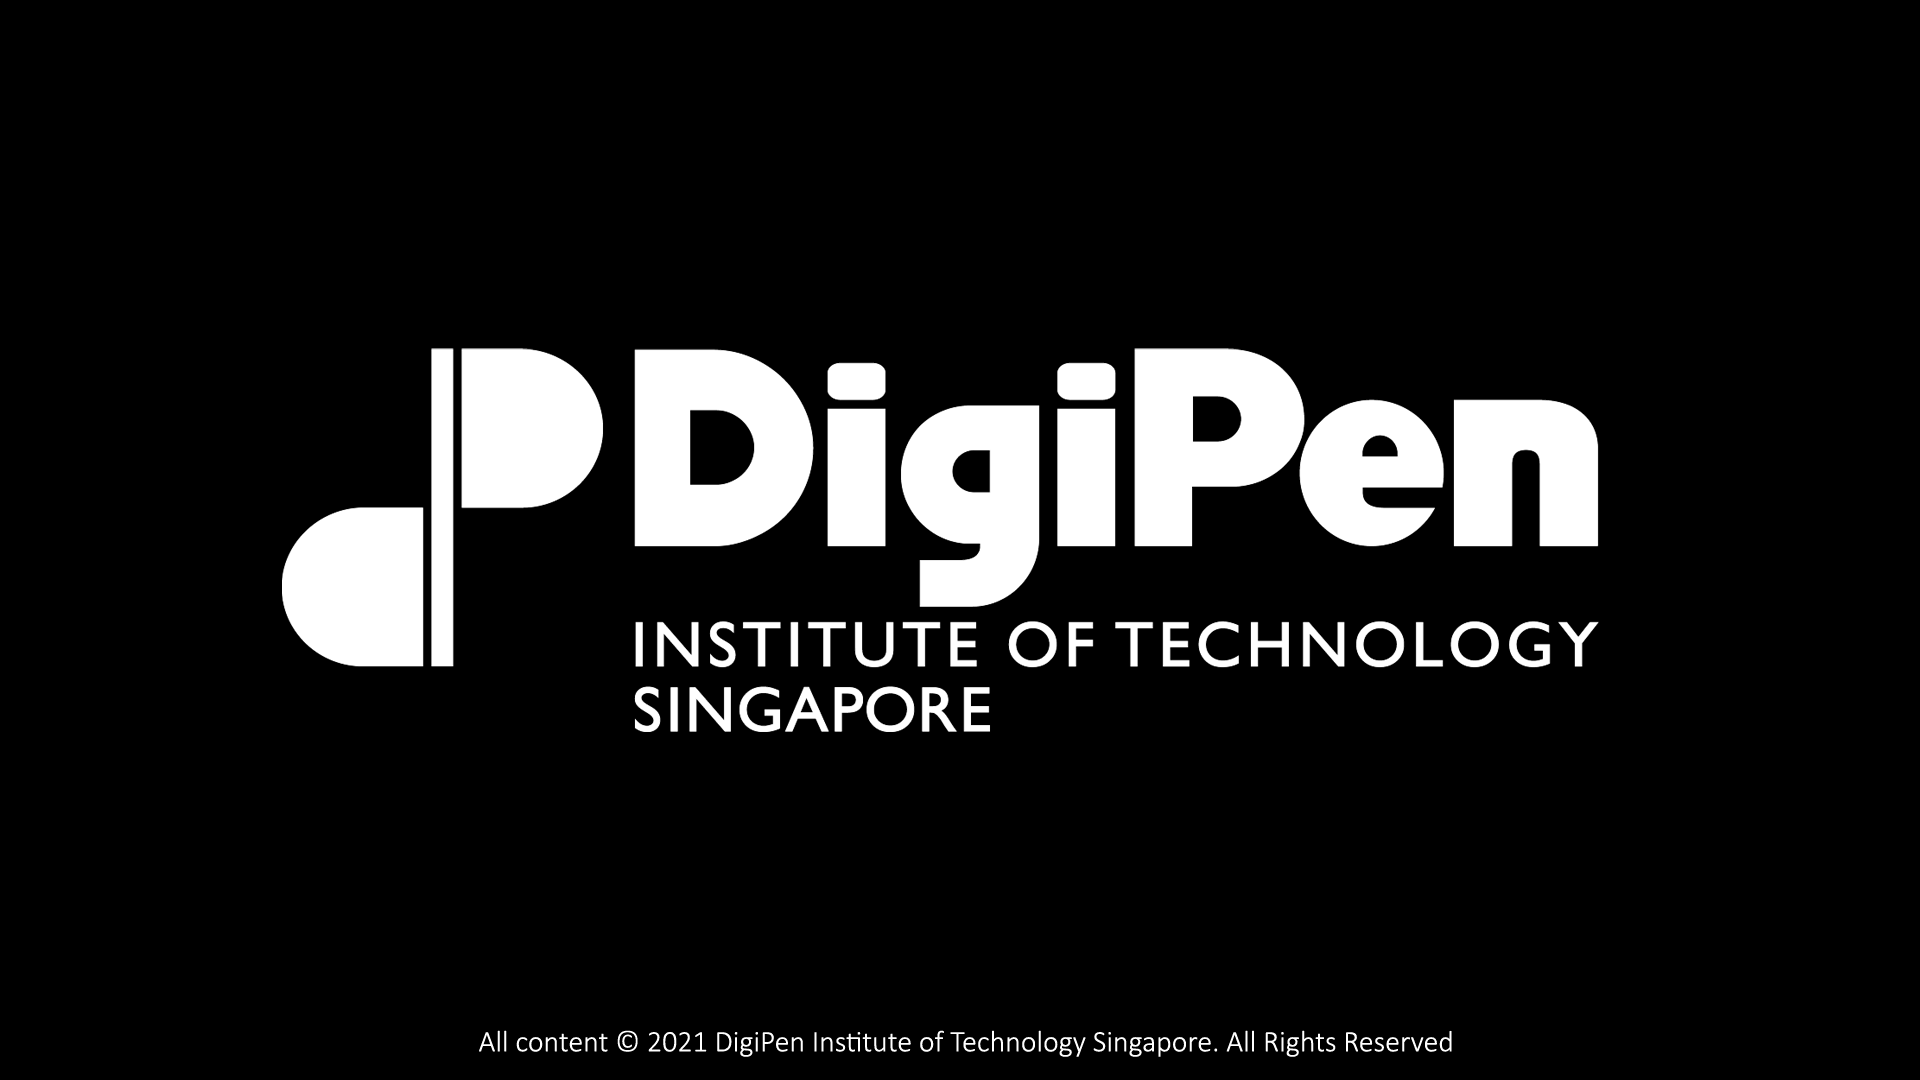 DigiPen
INSTITUTE OF TECHNOLOGY
SINGAPORE
All content © 2021 DigiPen Institute of Technology Singapore. All Rights Reserved